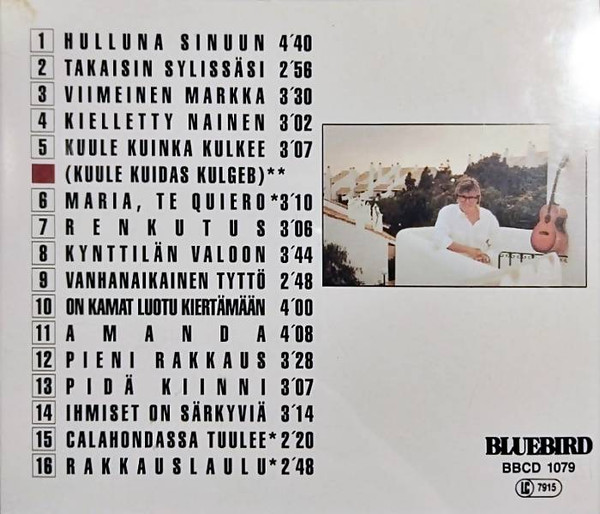 1 HULLUNA SINUUN 4´40
2 TAKAISIN SYLISSÄSI 2´56
3 VIIMEINEN MARKKA 3´30
4 KIELLETTY NAINEN 3´02
5 KUULE KUINKA KULKEE 3´07
(KUULE KUIDAS KULGEB)**
6 MARIA, TE QUIERO*3´10
7 RENKUTUS 3´06
8 KYNTTILÄN VALOON 3´44
9 VANHANAIKAINEN TYTTÖ 2´48
10 ON KAMAT LUOTU KIERTÄMÄÄN 4´00
11 AMANDA 4´08
12 PIENI RAKKAUS 3´28
13 PIDÄ KIINNI 3´07
14 IHMISET ON SÄRKYVIÄ 3´14
15 CALAHONDASSA TUULEE*2´20
16 RAKKAUSLAULU*2´48
BLUEBIRD
BBCD 1079
LC 7915